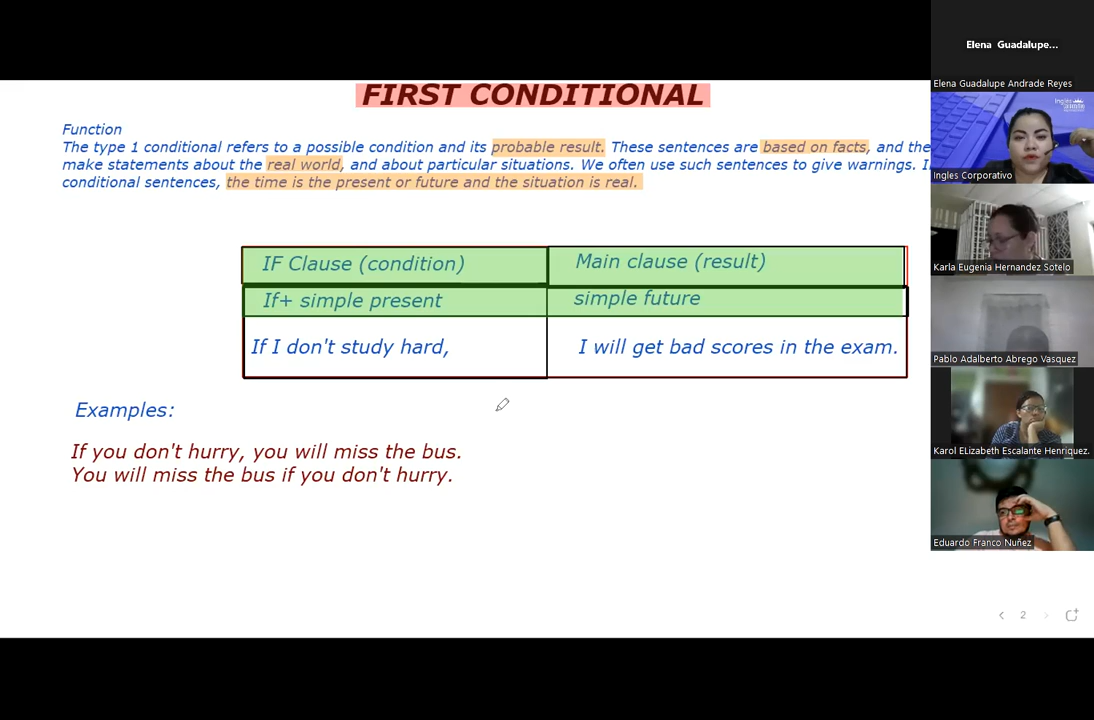 FIRST CONDITIONAL
Function
The type 1 conditional refers to a possible condition and its probable result. These sentences are based on facts, and the
make statements about the real world, and about particular situations. We often use such sentences to give warnings. I
conditional sentences, the time is the present or future and the situation is real.
IF Clause (condition)
Main clause (result)
If+ simple present
simple future
If I don't study hard,
I will get bad scores in the exam.
Examples:
If you don't hurry, you will miss the bus.
You will miss the bus if you don't hurry.
2
Elena Guadalupe...
Elena Guadalupe Andrade Reyes
Ingles Corporativo
Karla Eugenia Hernandez Sotelo
Pablo Adalberto Abrego Vasquez
Karol ELizabeth Escalante Henriquez.
Eduardo Franco Nuñez